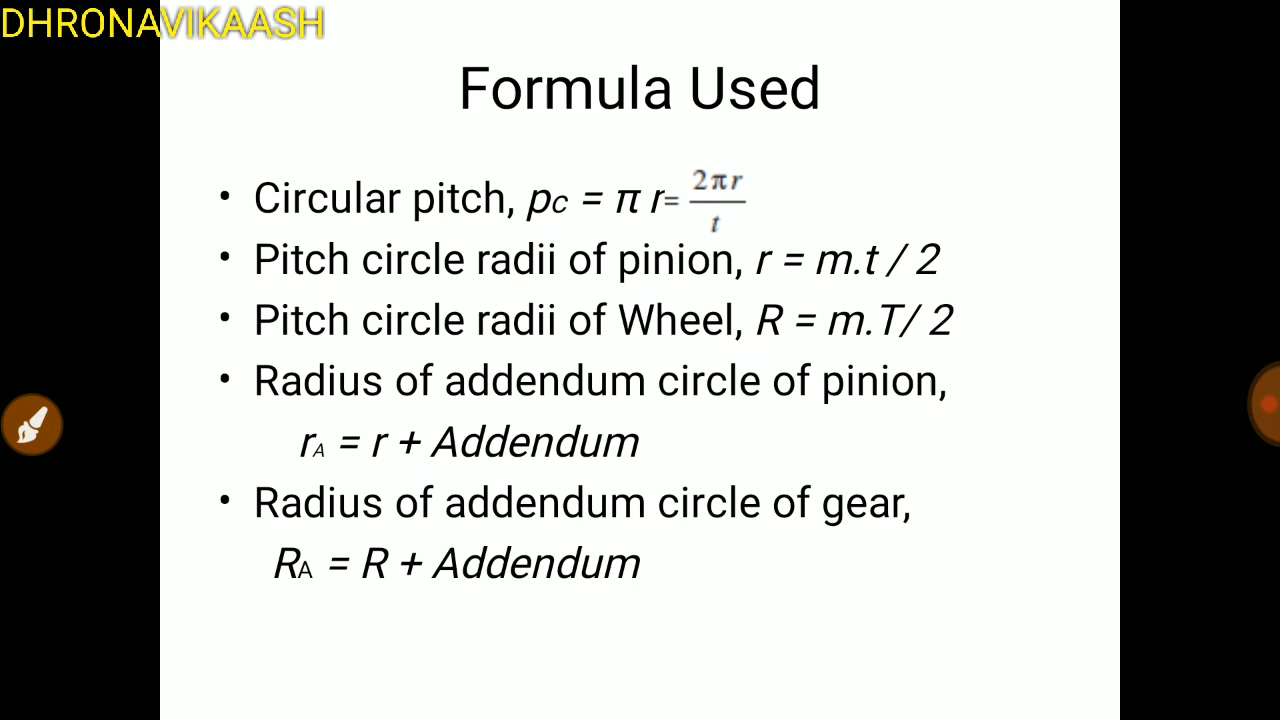 DHRONAVIKAASH
Formula Used
• Circular pitch, pc = π r= 2πr / t
• Pitch circle radii of pinion, r = m.t / 2
• Pitch circle radii of Wheel, R = m.T/ 2
• Radius of addendum circle of pinion,
rA = r + Addendum
• Radius of addendum circle of gear,
RA = R + Addendum